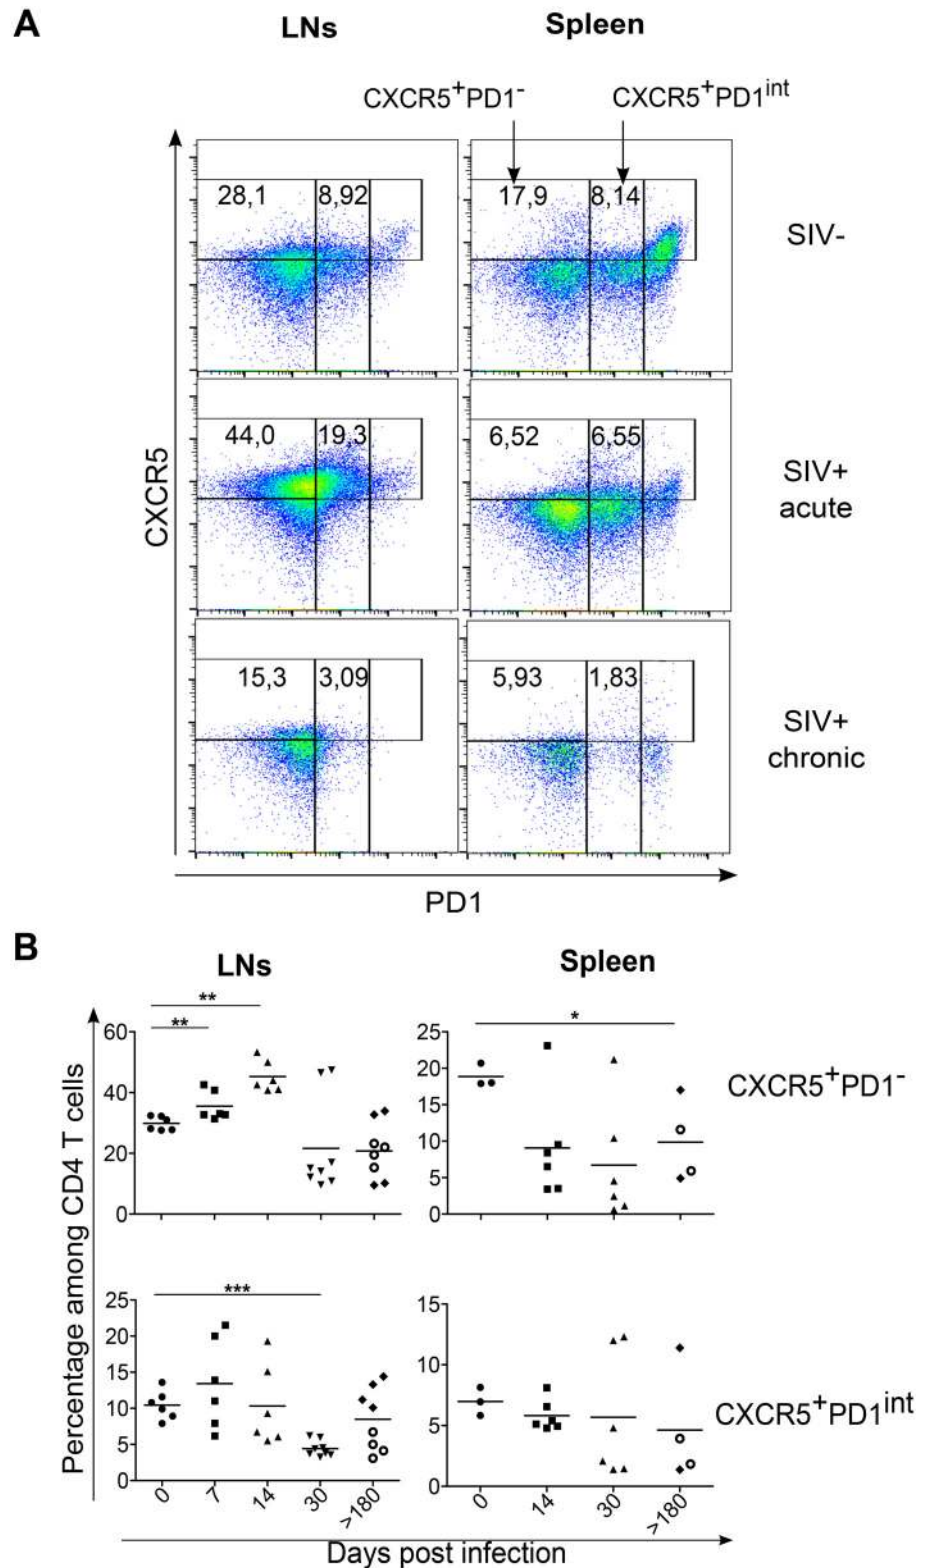 A
LNs
Spleen
CXCR5+PD1-
CXCR5+PD1int
28,1
8,92
17,9
8,14
SIV-
44,0
19,3
6,52
6,55
SIV+
acute
15,3
3,09
5,93
1,83
SIV+
chronic
CXCR5
PD1
B
LNs
Spleen
Percentage among CD4 T cells
**
**
60
40
20
0
*
25
20
15
10
5
0
CXCR5+PD1-
***
25
20
15
10
5
0
15
10
5
0
CXCR5+PD1int
0
7
14
30
>180
0
14
30
>180
Days post infection